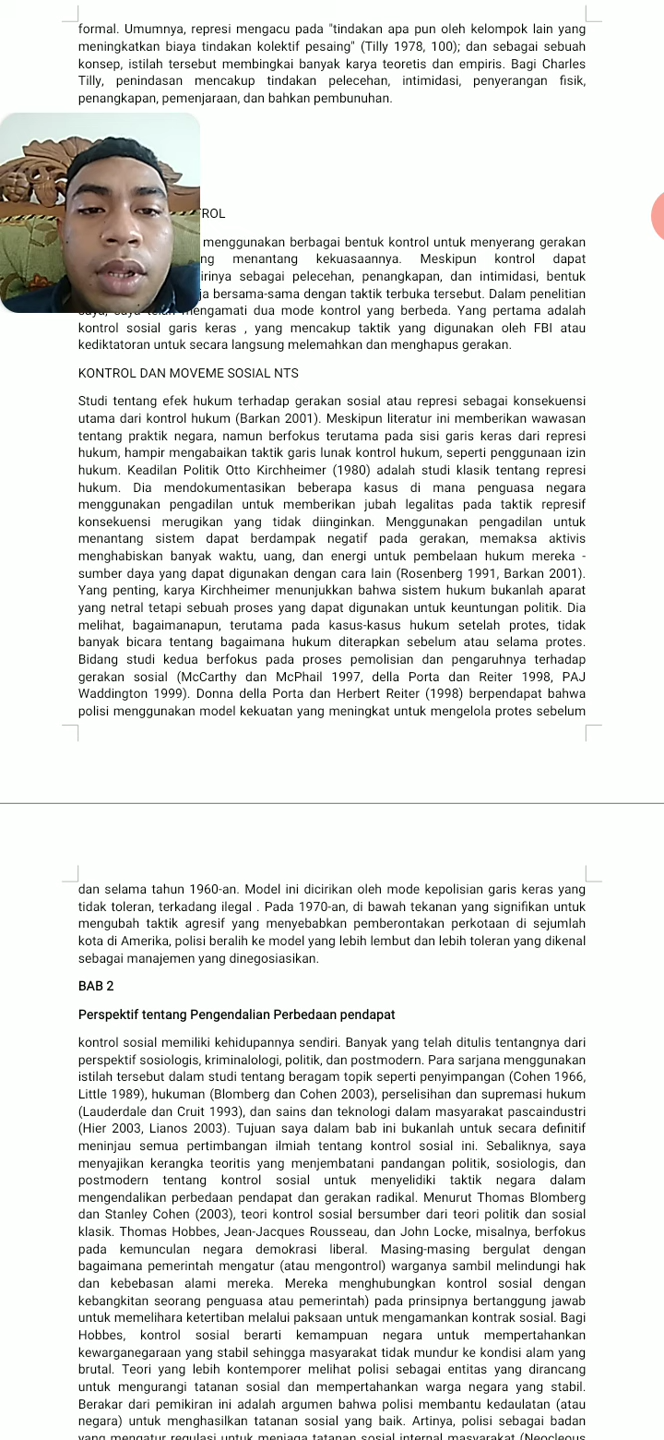 formal. Umumnya, represi mengacu pada "tindakan apa pun oleh kelompok lain yang
meningkatkan biaya tindakan kolektif pesaing" (Tilly 1978, 100); dan sebagai sebuah
konsep, istilah tersebut membingkai banyak karya teoretis dan empiris. Bagi Charles
Tilly, penindasan mencakup tindakan pelecehan, intimidasi, penyerangan fisik,
penangkapan, pemenjaraan, dan bahkan pembunuhan.
TROL
menggunakan berbagai bentuk kontrol untuk menyerang gerakan
ng menantang kekuasaannya. Meskipun kontrol dapat
irinya sebagai pelecehan, penangkapan, dan intimidasi, bentuk
ja bersama-sama dengan taktik terbuka tersebut. Dalam penelitian
saya, saya telah mengamati dua mode kontrol yang berbeda. Yang pertama adalah
kontrol sosial garis keras , yang mencakup taktik yang digunakan oleh FBI atau
kediktatoran untuk secara langsung melemahkan dan menghapus gerakan.
KONTROL DAN MOVEME SOSIAL NTS
Studi tentang efek hukum terhadap gerakan sosial atau represi sebagai konsekuensi
utama dari kontrol hukum (Barkan 2001). Meskipun literatur ini memberikan wawasan
tentang praktik negara, namun berfokus terutama pada sisi garis keras dari represi
hukum, hampir mengabaikan taktik garis lunak kontrol hukum, seperti penggunaan izin
hukum. Keadilan Politik Otto Kirchheimer (1980) adalah studi klasik tentang represi
hukum. Dia mendokumentasikan beberapa kasus di mana penguasa negara
menggunakan pengadilan untuk memberikan jubah legalitas pada taktik represif
konsekuensi merugikan yang tidak diinginkan. Menggunakan pengadilan untuk
menantang sistem dapat berdampak negatif pada gerakan, memaksa aktivis
menghabiskan banyak waktu, uang, dan energi untuk pembelaan hukum mereka -
sumber daya yang dapat digunakan dengan cara lain (Rosenberg 1991, Barkan 2001).
Yang penting, karya Kirchheimer menunjukkan bahwa sistem hukum bukanlah aparat
yang netral tetapi sebuah proses yang dapat digunakan untuk keuntungan politik. Dia
melihat, bagaimanapun, terutama pada kasus-kasus hukum setelah protes, tidak
banyak bicara tentang bagaimana hukum diterapkan sebelum atau selama protes.
Bidang studi kedua berfokus pada proses pemolisian dan pengaruhnya terhadap
gerakan sosial (McCarthy dan McPhail 1997, della Porta dan Reiter 1998, PAJ
Waddington 1999). Donna della Porta dan Herbert Reiter (1998) berpendapat bahwa
polisi menggunakan model kekuatan yang meningkat untuk mengelola protes sebelum
dan selama tahun 1960-an. Model ini dicirikan oleh mode kepolisian garis keras yang
tidak toleran, terkadang ilegal . Pada 1970-an, di bawah tekanan yang signifikan untuk
mengubah taktik agresif yang menyebabkan pemberontakan perkotaan di sejumlah
kota di Amerika, polisi beralih ke model yang lebih lembut dan lebih toleran yang dikenal
sebagai manajemen yang dinegosiasikan.
BAB 2
Perspektif tentang Pengendalian Perbedaan pendapat
kontrol sosial memiliki kehidupannya sendiri. Banyak yang telah ditulis tentangnya dari
perspektif sosiologis, kriminalologi, politik, dan postmodern. Para sarjana menggunakan
istilah tersebut dalam studi tentang beragam topik seperti penyimpangan (Cohen 1966,
Little 1989), hukuman (Blomberg dan Cohen 2003), perselisihan dan supremasi hukum
(Lauderdale dan Cruit 1993), dan sains dan teknologi dalam masyarakat pascaindustri
(Hier 2003, Lianos 2003). Tujuan saya dalam bab ini bukanlah untuk secara definitif
meninjau semua pertimbangan ilmiah tentang kontrol sosial ini. Sebaliknya, saya
menyajikan kerangka teoritis yang menjembatani pandangan politik, sosiologis, dan
postmodern tentang kontrol sosial untuk menyelidiki taktik negara dalam
mengendalikan perbedaan pendapat dan gerakan radikal. Menurut Thomas Blomberg
dan Stanley Cohen (2003), teori kontrol sosial bersumber dari teori politik dan sosial
klasik. Thomas Hobbes, Jean-Jacques Rousseau, dan John Locke, misalnya, berfokus
pada kemunculan negara demokrasi liberal. Masing-masing bergulat dengan
bagaimana pemerintah mengatur (atau mengontrol) warganya sambil melindungi hak
dan kebebasan alami mereka. Mereka menghubungkan kontrol sosial dengan
kebangkitan seorang penguasa atau pemerintah) pada prinsipnya bertanggung jawab
untuk memelihara ketertiban melalui paksaan untuk mengamankan kontrak sosial. Bagi
Hobbes, kontrol sosial berarti kemampuan negara untuk mempertahankan
kewarganegaraan yang stabil sehingga masyarakat tidak mundur ke kondisi alam yang
brutal. Teori yang lebih kontemporer melihat polisi sebagai entitas yang dirancang
untuk mengurangi tatanan sosial dan mempertahankan warga negara yang stabil.
Berakar dari pemikiran ini adalah argumen bahwa polisi membantu kedaulatan (atau
negara) untuk menghasilkan tatanan sosial yang baik. Artinya, polisi sebagai badan
yang mengatur regulasi untuk menjaga tatanan sosial internal masyarakat (Neocleous